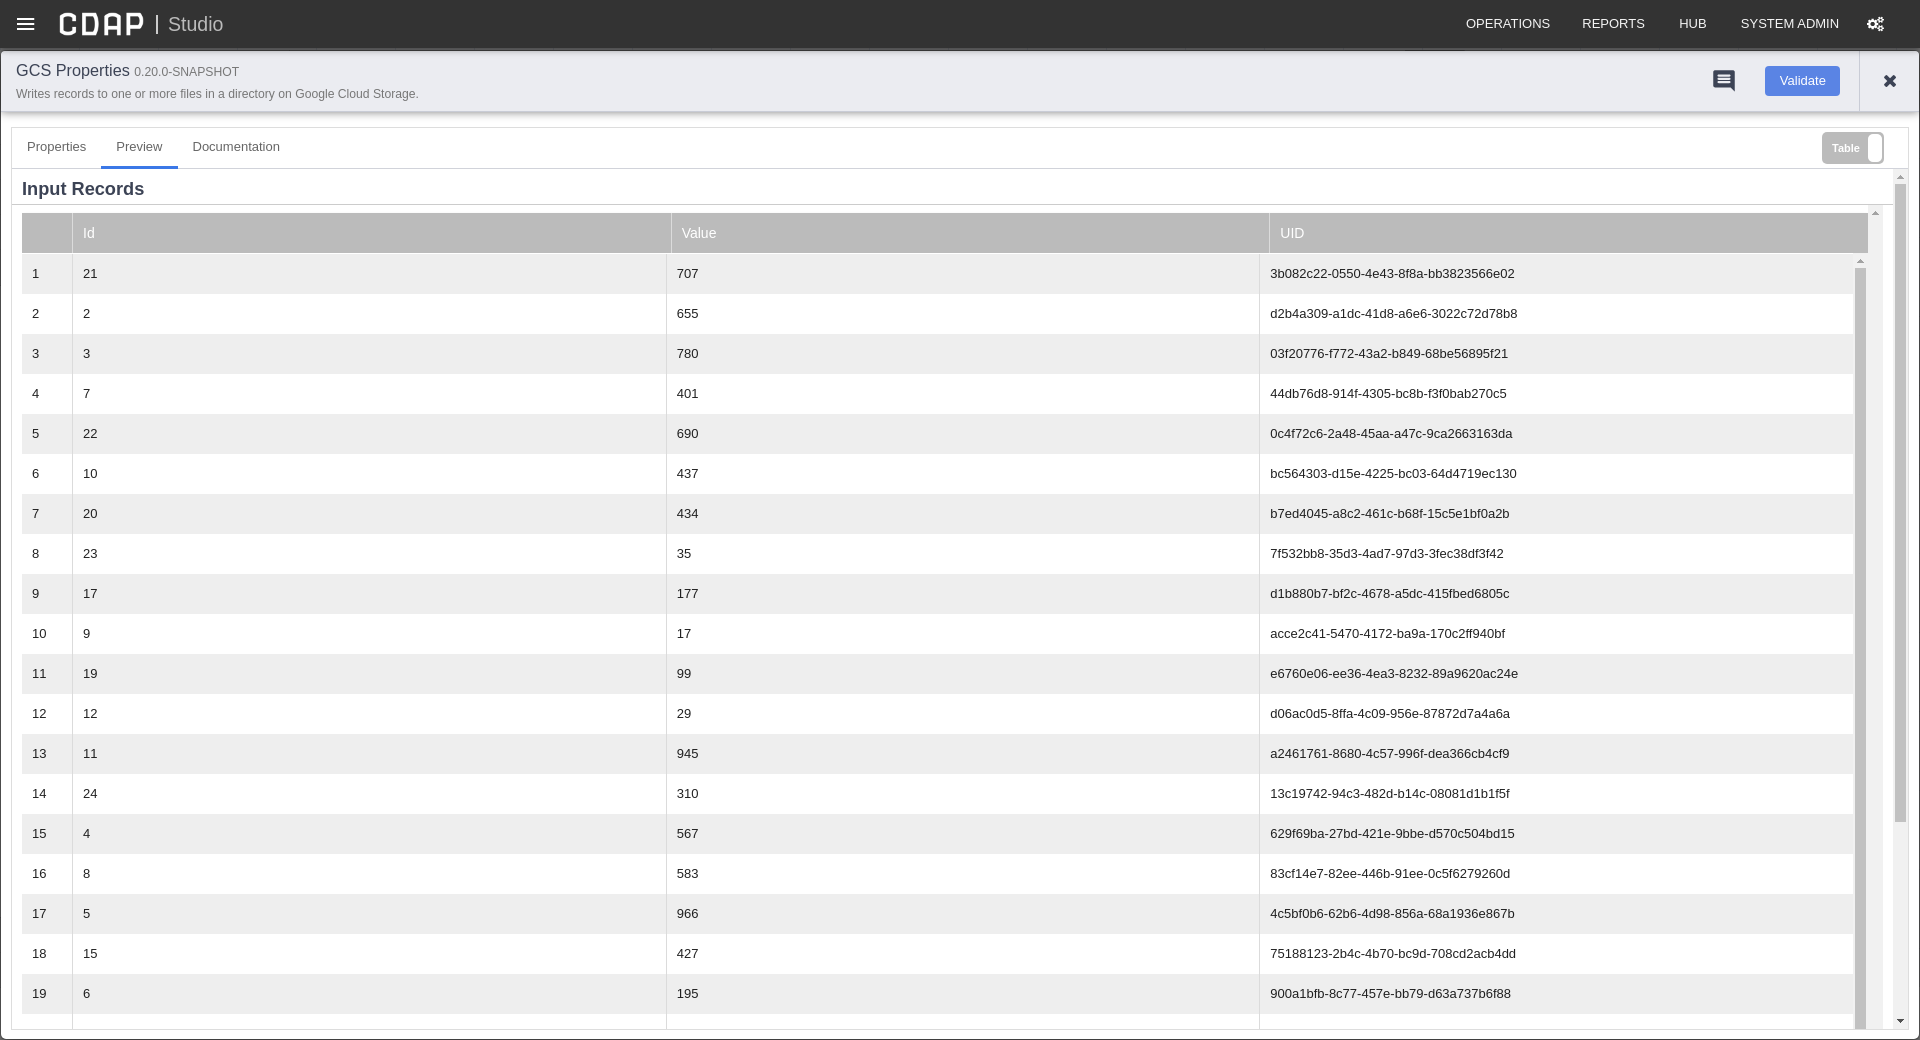 CDAP | Studio OPERATIONS REPORTS HUB SYSTEM ADMIN
GCS Properties 0.20.0-SNAPSHOT
Writes records to one or more files in a directory on Google Cloud Storage.
Validate
Properties Preview Documentation Table
Input Records
Id Value UID
1 21 707 3b082c22-0550-4e43-8f8a-bb3823566e02
2 2 655 d2b4a309-a1dc-41d8-a6e6-3022c72d78b8
3 3 780 03f20776-f772-43a2-b849-68be56895f21
4 7 401 44db76d8-914f-4305-bc8b-f3f0bab270c5
5 22 690 0c4f72c6-2a48-45aa-a47c-9ca2663163da
6 10 437 bc564303-d15e-4225-bc03-64d4719ec130
7 20 434 b7ed4045-a8c2-461c-b68f-15c5e1bf0a2b
8 23 35 7f532bb8-35d3-4ad7-97d3-3fec38df3f42
9 17 177 d1b880b7-bf2c-4678-a5dc-415fbed6805c
10 9 17 acce2c41-5470-4172-ba9a-170c2ff940bf
11 19 99 e6760e06-ee36-4ea3-8232-89a9620ac24e
12 12 29 d06ac0d5-8ffa-4c09-956e-87872d7a4a6a
13 11 945 a2461761-8680-4c57-996f-dea366cb4cf9
14 24 310 13c19742-94c3-482d-b14c-08081d1b1f5f
15 4 567 629f69ba-27bd-421e-9bbe-d570c504bd15
16 8 583 83cf14e7-82ee-446b-91ee-0c5f6279260d
17 5 966 4c5bf0b6-62b6-4d98-856a-68a1936e867b
18 15 427 75188123-2b4c-4b70-bc9d-708cd2acb4dd
19 6 195 900a1bfb-8c77-457e-bb79-d63a737b6f88